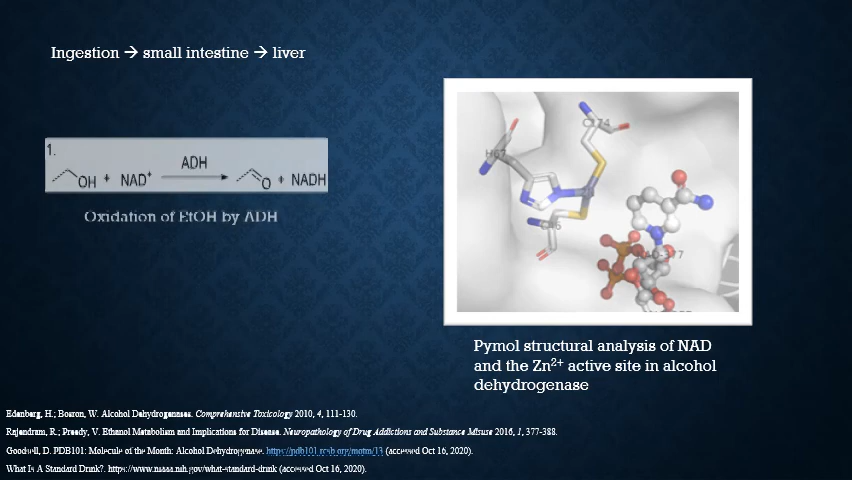 Ingestion → small intestine → liver
1.
ADH
OH + NAD⁺ → O + NADH
Oxidation of EtOH by ADH
C174
H67
C46
Pymol structural analysis of NAD
and the Zn²⁺ active site in alcohol
dehydrogenase
Edenberg, H.; Bosron, W. Alcohol Dehydrogenases. Comprehensive Toxicology 2010, 4, 111-130.
Rajendram, R.; Preedy, V. Ethanol Metabolism and Implications for Disease. Neuropathology of Drug Addictions and Substance Misuse 2016, 1, 377-388.
Goodsell, D. PDB101: Molecule of the Month: Alcohol Dehydrogenase. https://pdb101.rcsb.org/motm/13 (accessed Oct 16, 2020).
What Is A Standard Drink?. https://www.niaaa.nih.gov/what-standard-drink (accessed Oct 16, 2020).